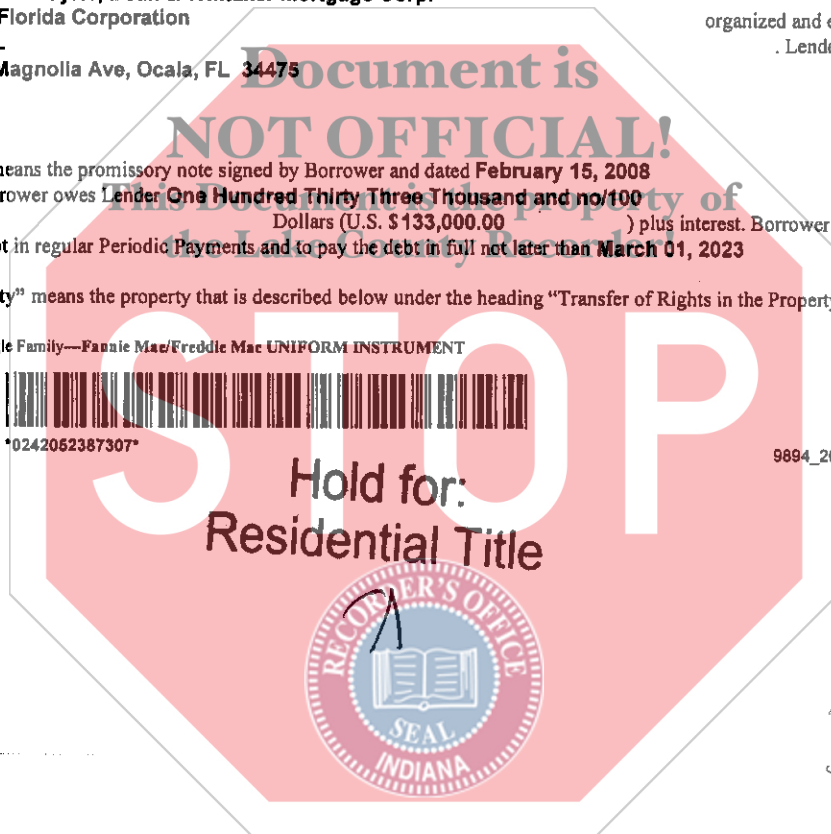 Mortgage Corp.
Florida Corporation
organized and e
. Lende
Magnolia Ave, Ocala, FL 34475
Document is
NOT OFFICIAL!
eans the promissory note signed by Borrower and dated February 15, 2008
rower owes Lender One Hundred Thirty Three Thousand and no/100
This Document is the property of
Dollars (U.S. $133,000.00 ) plus interest. Borrower
t in regular Periodic Payments and to pay the debt in full not later than March 01, 2023
the Lake County Recorder!
ty” means the property that is described below under the heading “Transfer of Rights in the Property
le Family—Fannie Mae/Freddie Mac UNIFORM INSTRUMENT
STOP
*0242052387307*
9894_20
Hold for:
Residential Title
RECORDER'S OFFICE
SEAL
INDIANA